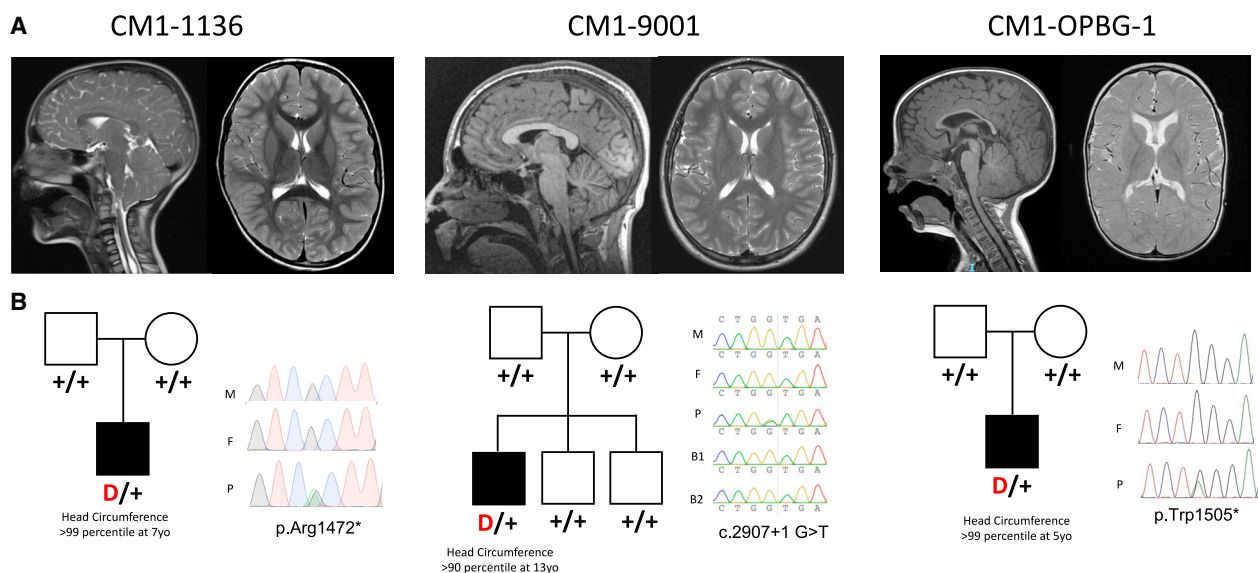 A
CM1-1136
CM1-9001
CM1-OPBG-1
B
+/+
+/+
D/+
Head Circumference
>99 percentile at 7yo
M
F
P
p.Arg1472*
+/+
+/+
D/+
+/+
+/+
Head Circumference
>90 percentile at 13yo
C T G G T G A
M
C T G G T G A
F
C T G G T G A
P
C T G G T G A
B1
C T G G T G A
B2
C T G G T G A
c.2907+1 G>T
+/+
+/+
D/+
Head Circumference
>99 percentile at 5yo
M
F
P
p.Trp1505*